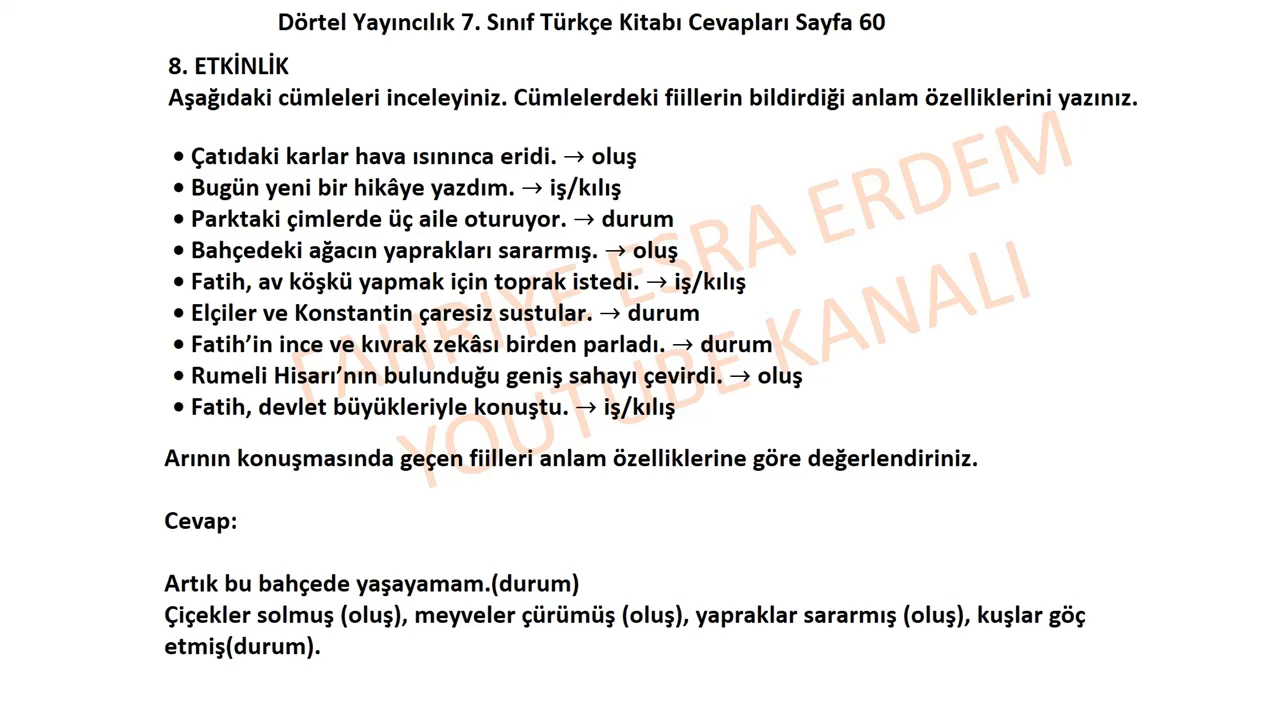 Dörtel Yayıncılık 7. Sınıf Türkçe Kitabı Cevapları Sayfa 60
8. ETKİNLİK
Aşağıdaki cümleleri inceleyiniz. Cümlelerdeki fiillerin bildirdiği anlam özelliklerini yazınız.
• Çatıdaki karlar hava ısınınca eridi. → oluş
• Bugün yeni bir hikâye yazdım. → iş/kılış
• Parktaki çimlerde üç aile oturuyor. → durum
• Bahçedeki ağacın yaprakları sararmış. → oluş
• Fatih, av köşkü yapmak için toprak istedi. → iş/kılış
• Elçiler ve Konstantin çaresiz sustular. → durum
• Fatih’in ince ve kıvrak zekâsı birden parladı. → durum
• Rumeli Hisarı’nın bulunduğu geniş sahayı çevirdi. → oluş
• Fatih, devlet büyükleriyle konuştu. → iş/kılış
FAHRİYE ESRA ERDEM
YOUTUBE KANALI
Arının konuşmasında geçen fiilleri anlam özelliklerine göre değerlendiriniz.
Cevap:
Artık bu bahçede yaşayamam.(durum)
Çiçekler solmuş (oluş), meyveler çürümüş (oluş), yapraklar sararmış (oluş), kuşlar göç
etmiş(durum).